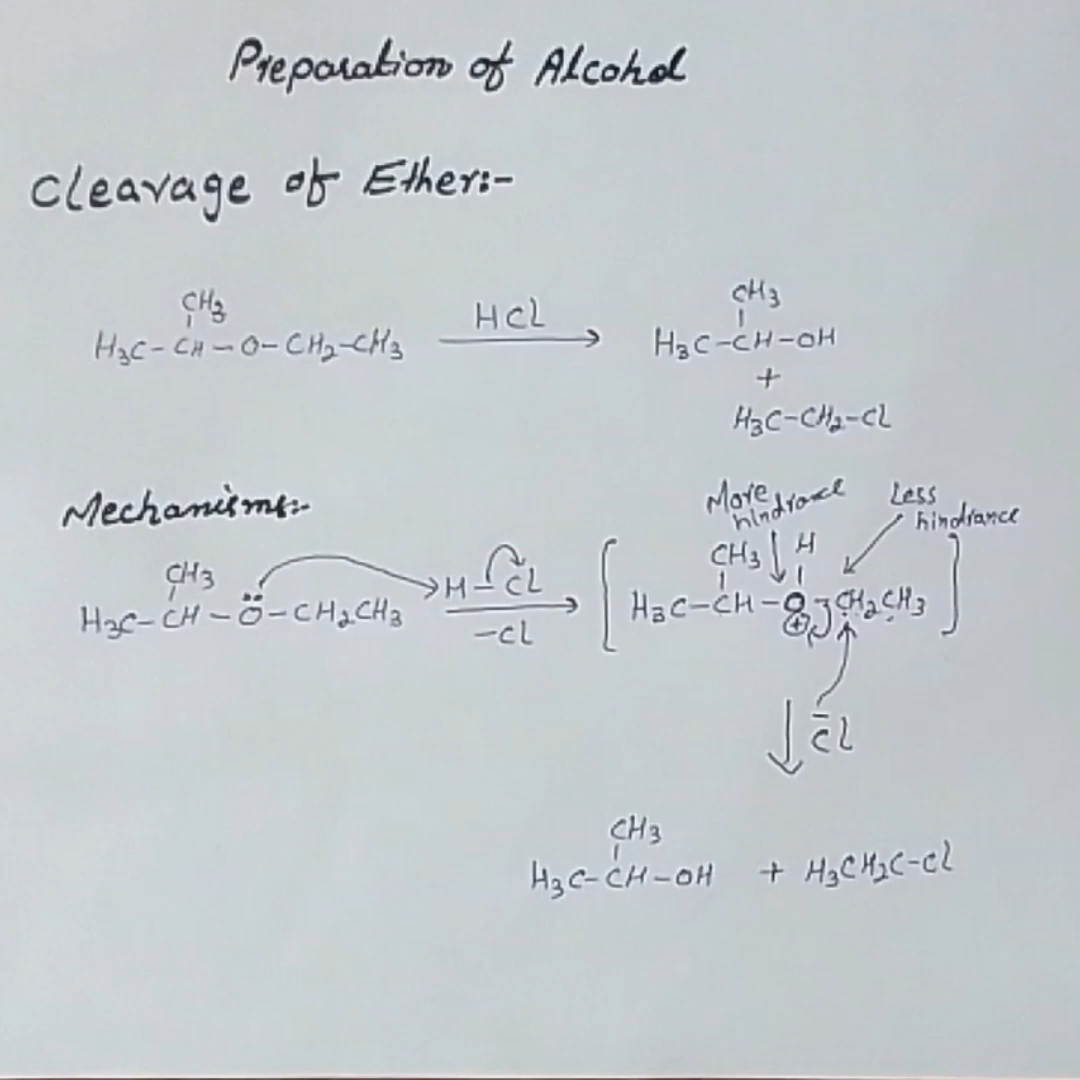 Preparation of Alcohol
Cleavage of Ether:-
CH3
H3C-CH-O-CH2-CH3
HCl
CH3
H3C-CH-OH
+
H3C-CH2-Cl
Mechanism:-
CH3
H3C-CH-Ö-CH2CH3
H-Cl
-Cl
More hindrance
Less hindrance
CH3 H
H3C-CH-O-CH2CH3
⊕
C̄l
CH3
H3C-CH-OH + H3CH2C-Cl